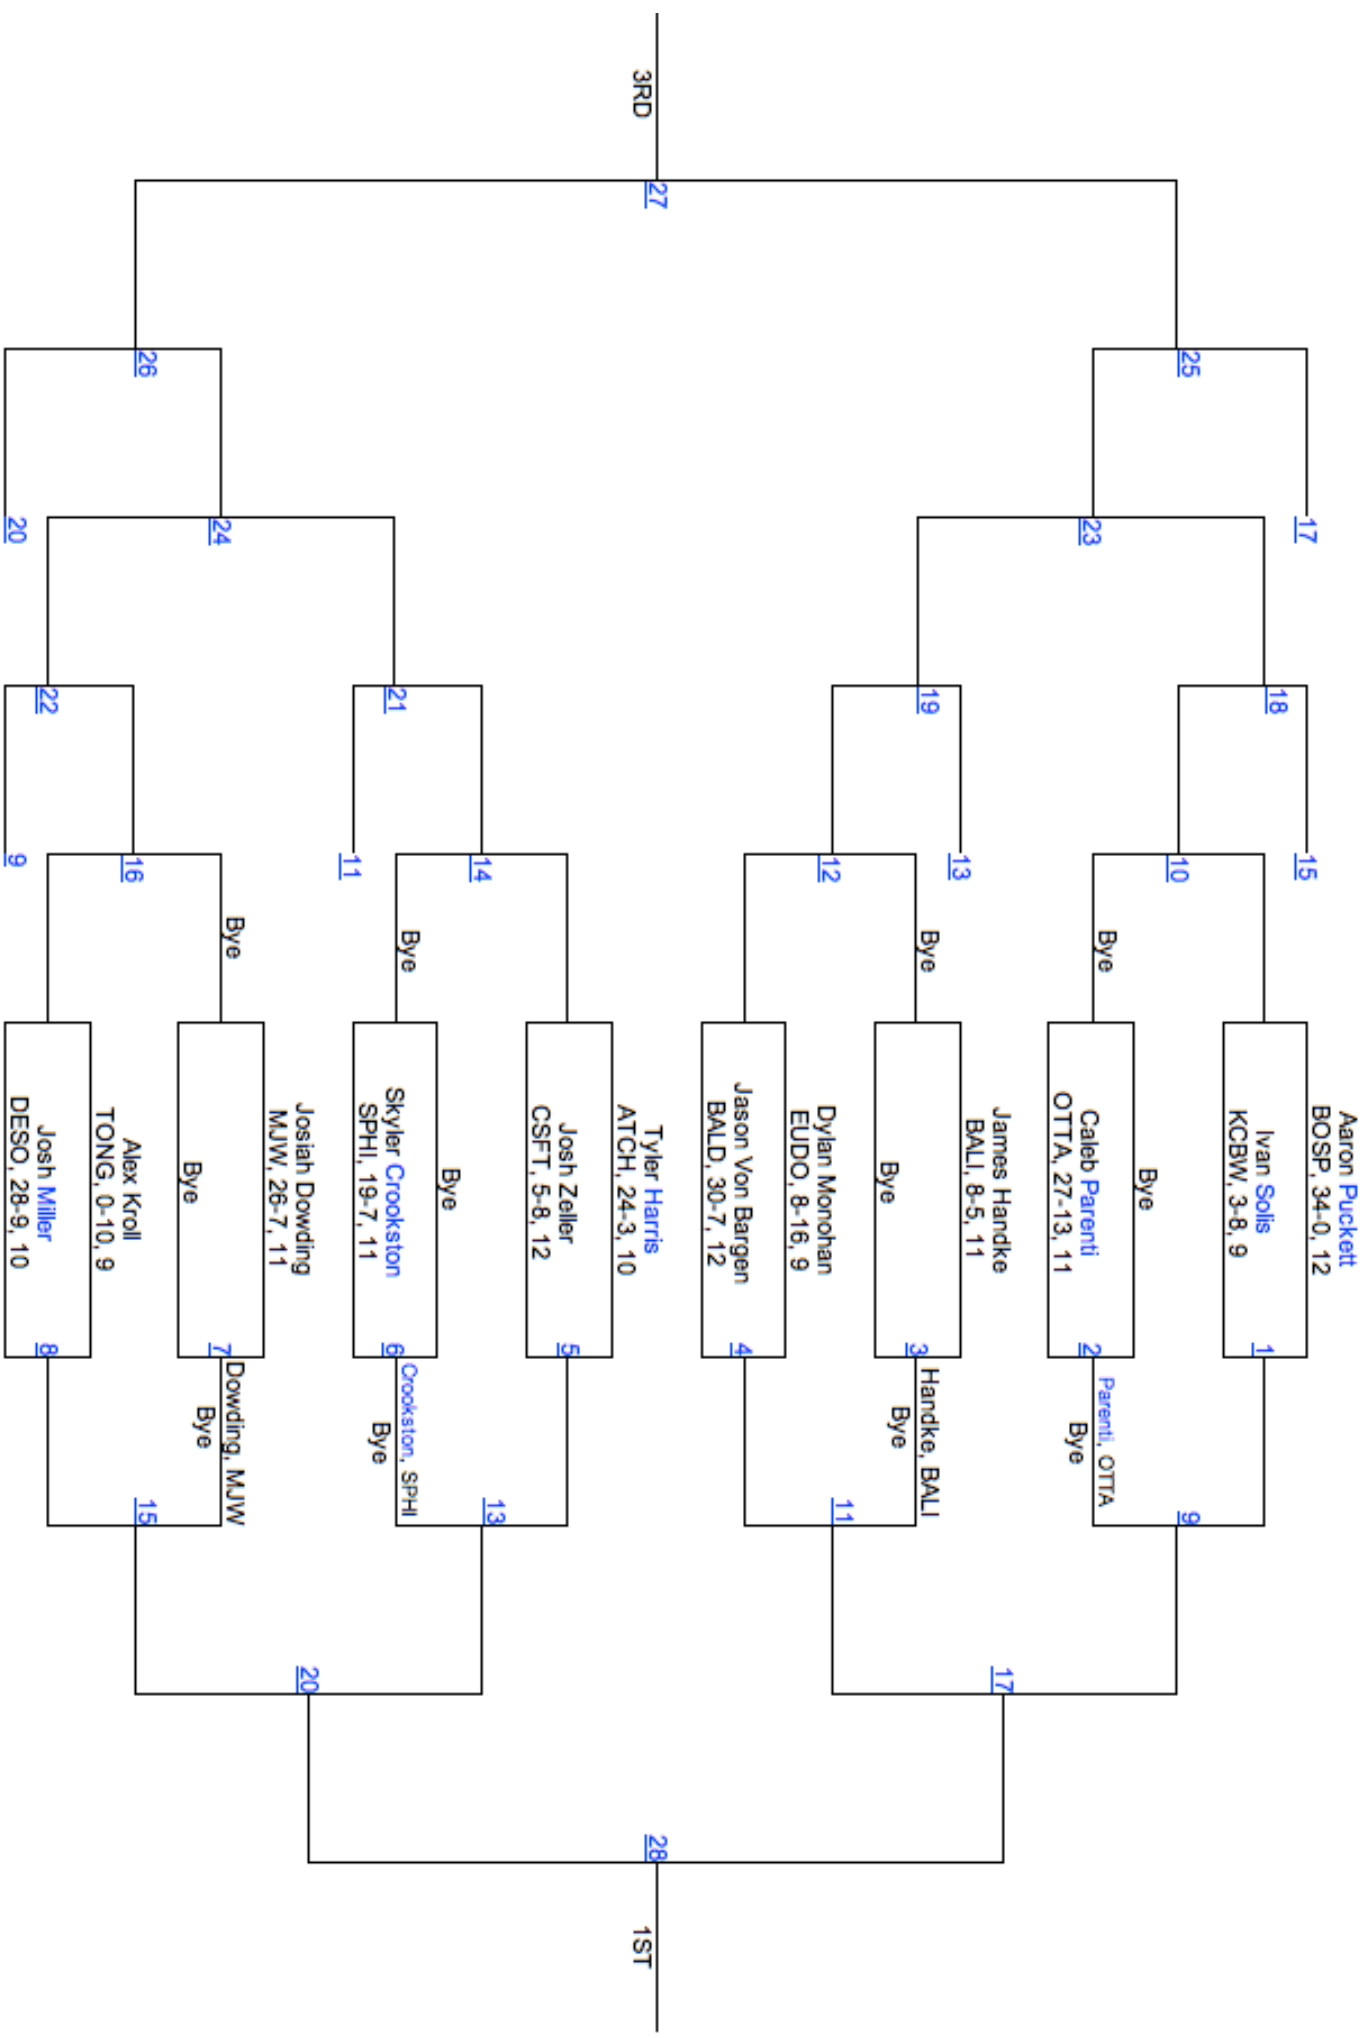 Aaron Puckett
BOSP, 34-0, 12
Ivan Solis
KCBW, 3-8, 9
1
Bye
Caleb Parenti
OTTA, 27-13, 11
2
James Handke
BALI, 8-5, 11
Bye
3
Dylan Monohan
EUDO, 8-16, 9
Jason Von Bargen
BALD, 30-7, 12
4
Tyler Harris
ATCH, 24-3, 10
Josh Zeller
CSFT, 5-8, 12
5
Bye
Skyler Crookston
SPHI, 19-7, 11
6
Josiah Dowding
MJW, 26-7, 11
Bye
7
Alex Kroll
TONG, 0-10, 9
Josh Miller
DESO, 28-9, 10
8
Parenti, OTTA
Bye
9
Handke, BALI
Bye
11
Crookston, SPHI
Bye
13
Dowding, MJW
Bye
15
17
20
28
1ST
Bye
Bye
Bye
Bye
15
10
13
12
11
14
16
9
18
19
21
22
17
23
24
20
25
26
27
3RD